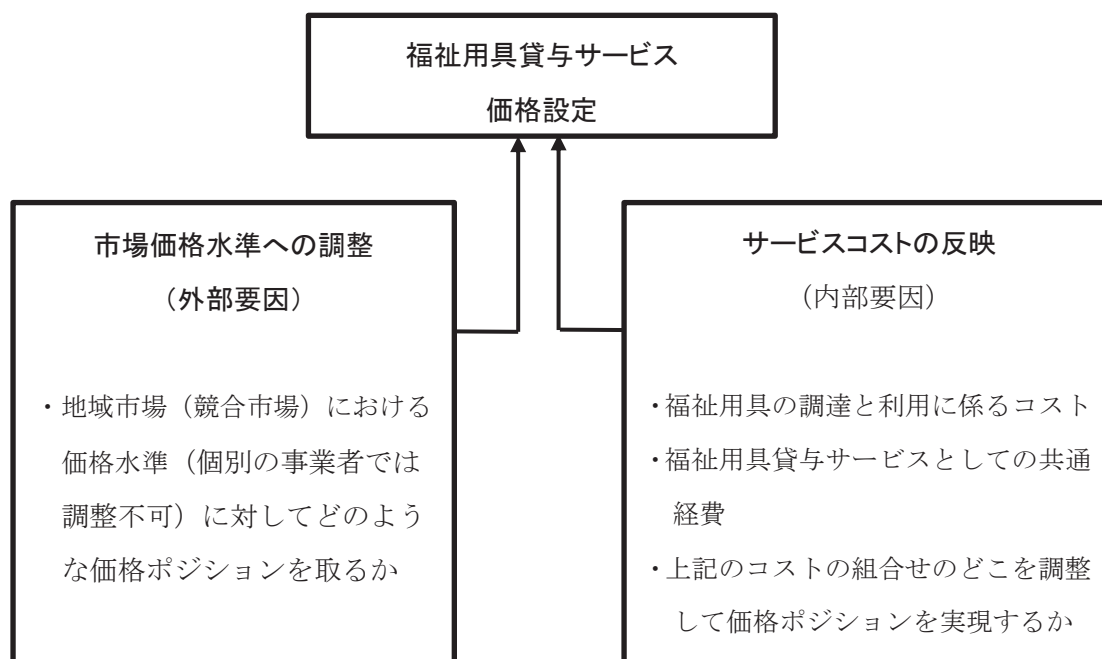 福祉用具貸与サービス
価格設定
市場価格水準への調整
（外部要因）
・地域市場（競合市場）における
価格水準（個別の事業者では
調整不可）に対してどのよう
な価格ポジションを取るか
サービスコストの反映
（内部要因）
・福祉用具の調達と利用に係るコスト
・福祉用具貸与サービスとしての共通
経費
・上記のコストの組合せのどこを調整
して価格ポジションを実現するか